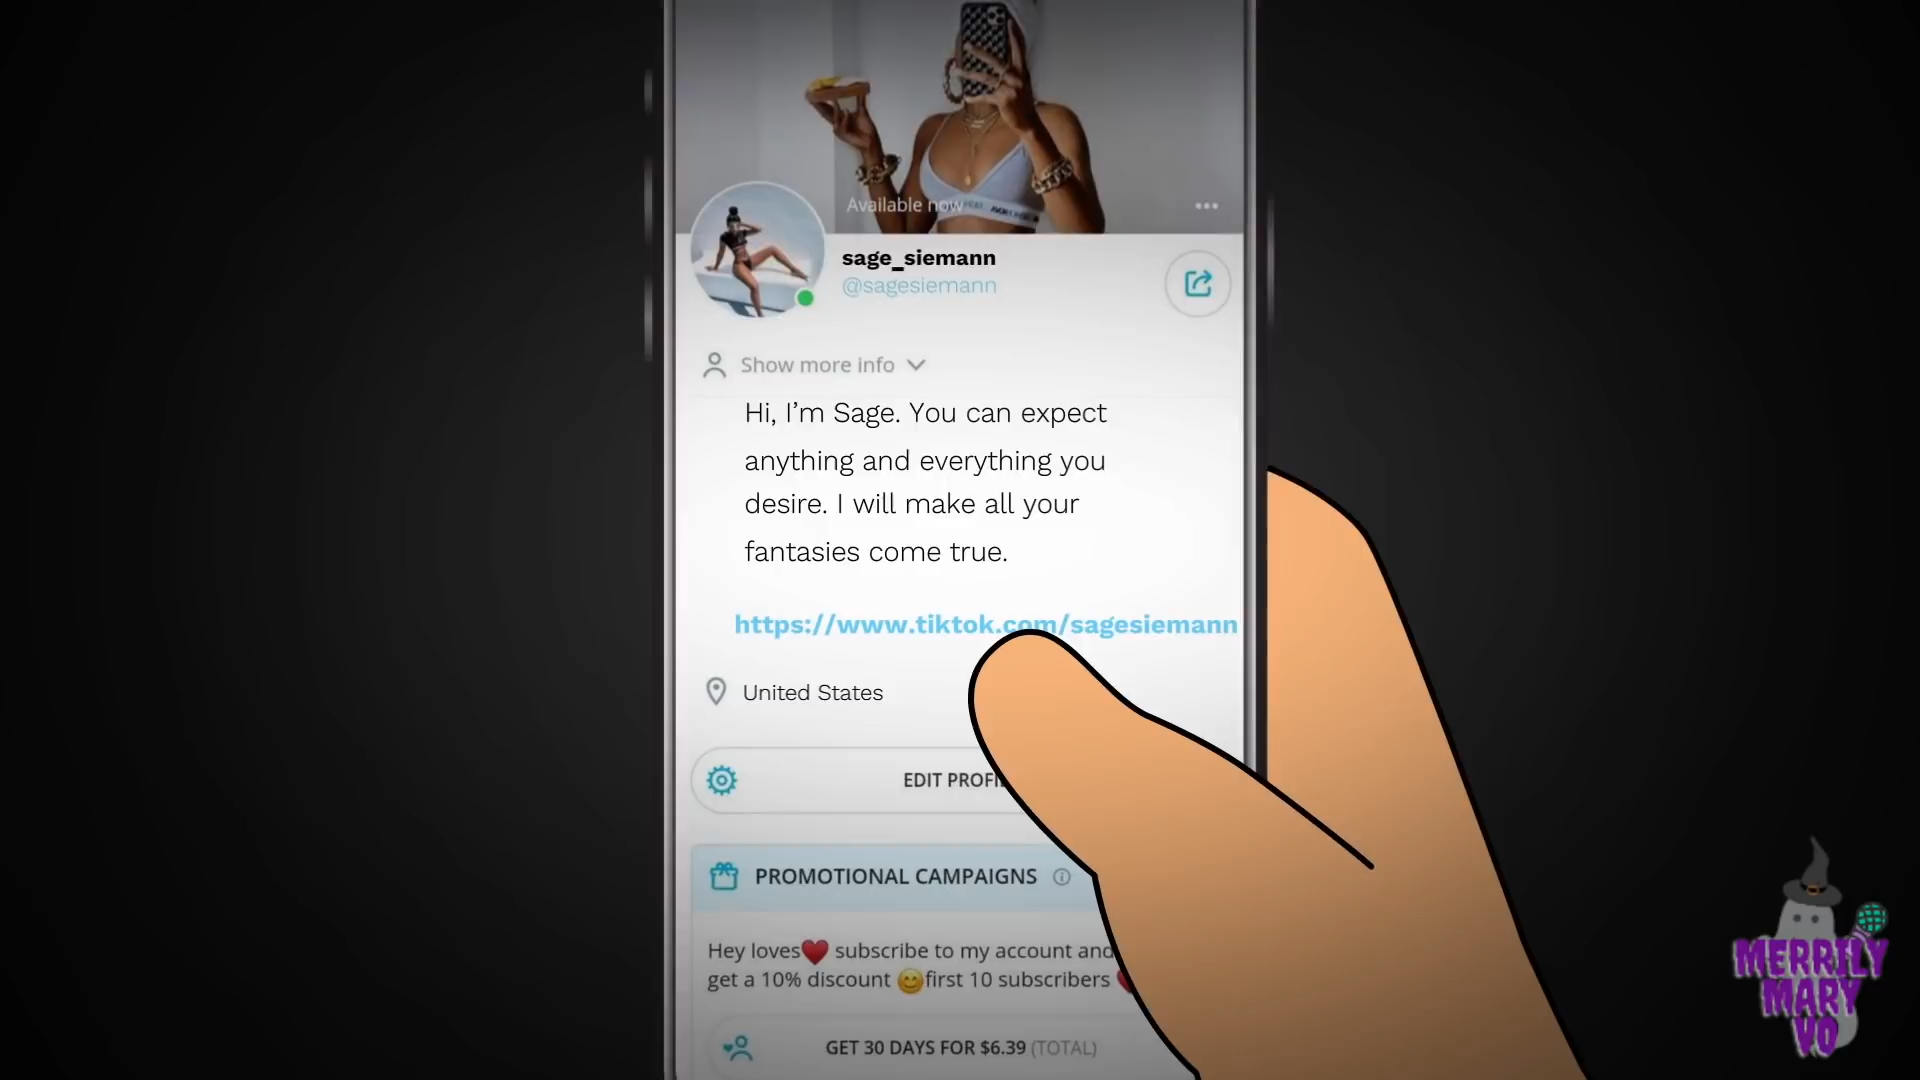 Available now
sage_siemann
@sagesiemann
Show more info
Hi, I’m Sage. You can expect
anything and everything you
desire. I will make all your
fantasies come true.
https://www.tiktok.com/sagesiemann
United States
EDIT
PROMOTIONAL CAMPAIGNS
Hey loves❤️ subscribe to my account and
get a 10% discount 😊first 10 subscribers ❤️
GET 30 DAYS FOR $6.39 (TOTAL)
MERRILY
MARY
VO